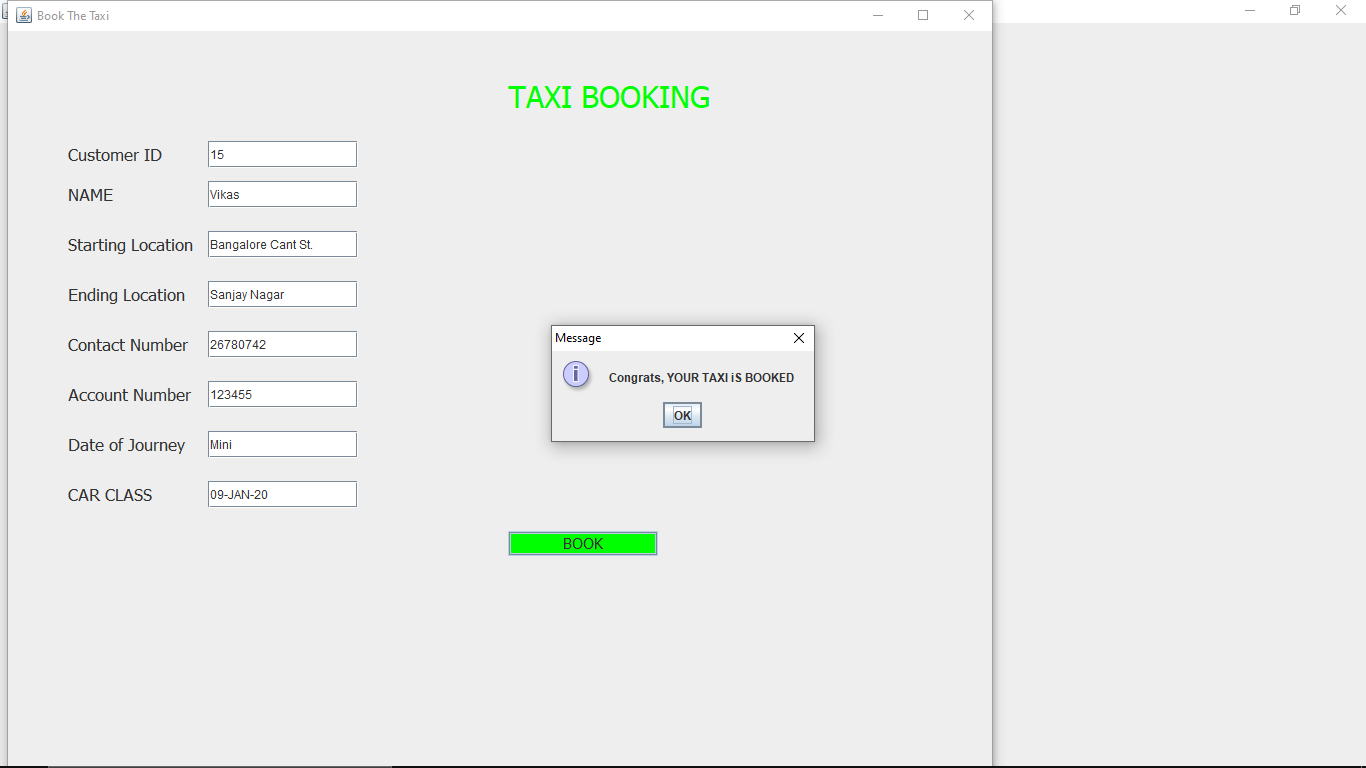 Book The Taxi
TAXI BOOKING
Customer ID 15
NAME Vikas
Starting Location Bangalore Cant St.
Ending Location Sanjay Nagar
Message
Contact Number 26780742
Congrats, YOUR TAXI iS BOOKED
Account Number 123455
OK
Date of Journey Mini
CAR CLASS 09-JAN-20
BOOK